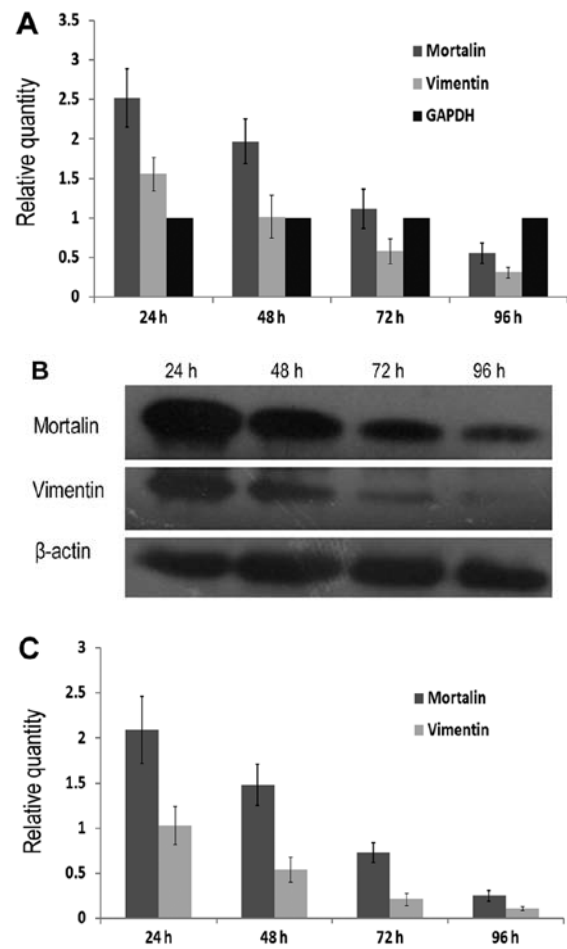 A
3.5
3
2.5
2
1.5
1
0.5
0
Relative quantity
Mortalin
Vimentin
GAPDH
24 h 48 h 72 h 96 h
B
24 h 48 h 72 h 96 h
Mortalin
Vimentin
β-actin
C
3
2.5
2
1.5
1
0.5
0
Relative quantity
Mortalin
Vimentin
24 h 48 h 72 h 96 h